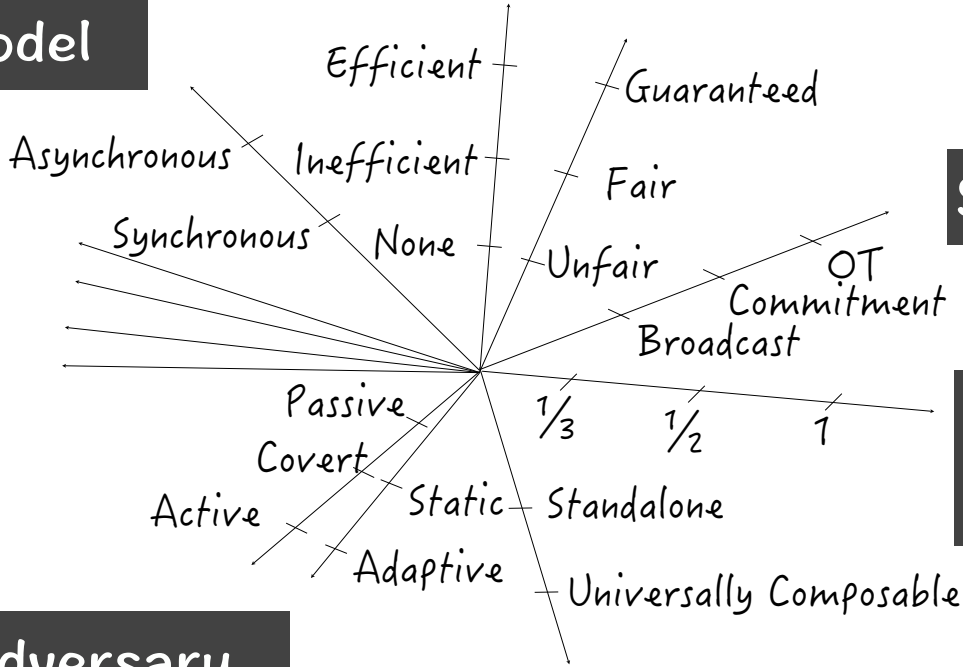 odel
Efficient
Guaranteed
Asynchronous
Inefficient
Fair
Synchronous
None
Unfair
OT
Commitment
Broadcast
Passive
1/3
1/2
1
Covert
Active
Static
Standalone
Adaptive
Universally Composable
dversary